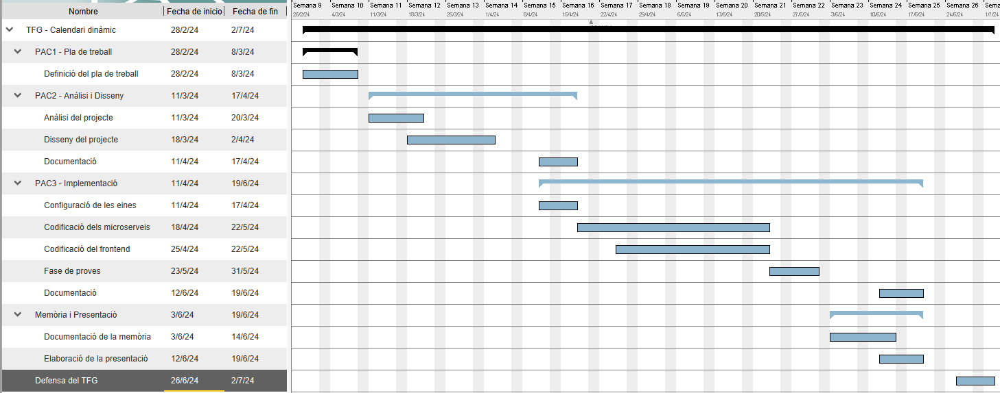 Nombre Fecha de inicio Fecha de fin
Semana 9 Semana 10 Semana 11 Semana 12 Semana 13 Semana 14 Semana 15 Semana 16 Semana 17 Semana 18 Semana 19 Semana 20 Semana 21 Semana 22 Semana 23 Semana 24 Semana 25 Semana 26 Sema
26/2/24 4/3/24 11/3/24 18/3/24 25/3/24 1/4/24 8/4/24 15/4/24 22/4/24 29/4/24 6/5/24 13/5/24 20/5/24 27/5/24 3/6/24 10/6/24 17/6/24 24/6/24 1/7/24
TFG - Calendari dinàmic 28/2/24 2/7/24
PAC1 - Pla de treball 28/2/24 8/3/24
Definició del pla de treball 28/2/24 8/3/24
PAC2 - Anàlisi i Disseny 11/3/24 17/4/24
Anàlisi del projecte 11/3/24 20/3/24
Disseny del projecte 18/3/24 2/4/24
Documentació 11/4/24 17/4/24
PAC3 - Implementació 11/4/24 19/6/24
Configuració de les eines 11/4/24 17/4/24
Codificació dels microserveis 18/4/24 22/5/24
Codificació del frontend 25/4/24 22/5/24
Fase de proves 23/5/24 31/5/24
Documentació 12/6/24 19/6/24
Memòria i Presentació 3/6/24 19/6/24
Documentació de la memòria 3/6/24 14/6/24
Elaboració de la presentació 12/6/24 19/6/24
Defensa del TFG 26/6/24 2/7/24